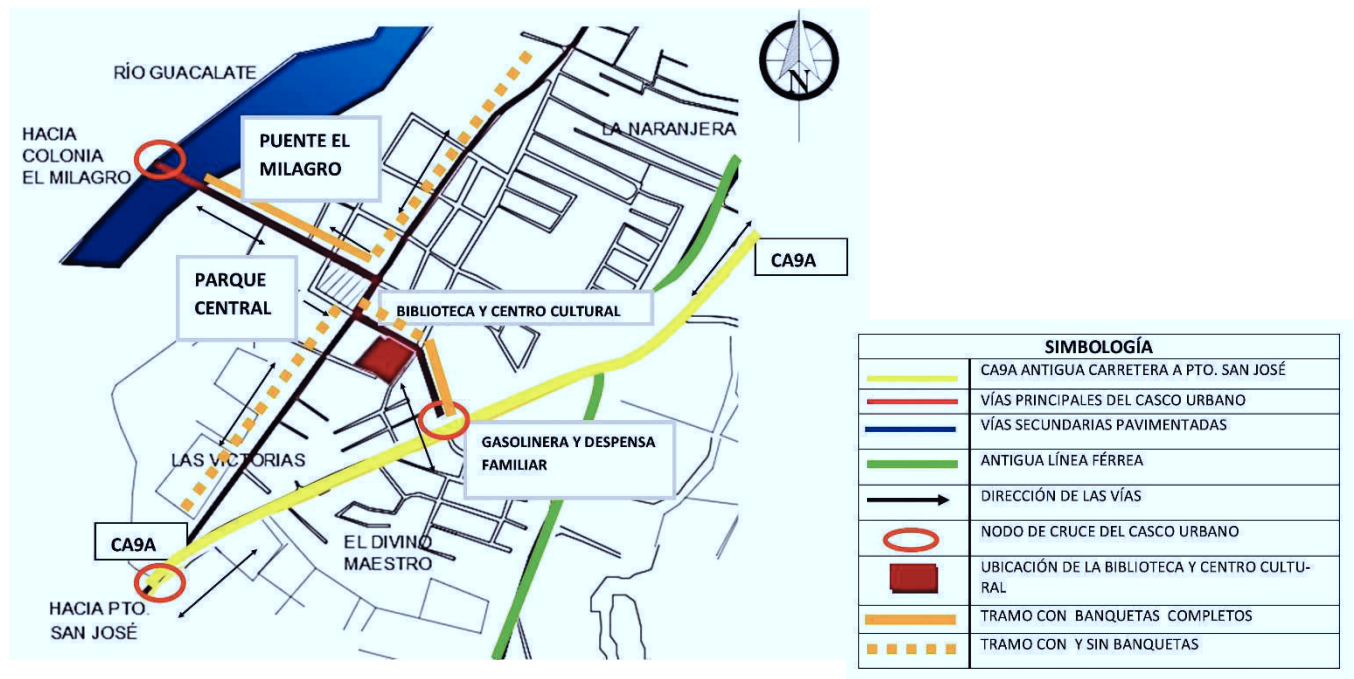 RÍO GUACALATE
HACIA
COLONIA
EL MILAGRO
PUENTE EL
MILAGRO
LA NARANJERA
N
CA9A
PARQUE
CENTRAL
BIBLIOTECA Y CENTRO CULTURAL
GASOLINERA Y DESPENSA
FAMILIAR
LAS VICTORIAS
CA9A
EL DIVINO
MAESTRO
HACIA PTO.
SAN JOSÉ
SIMBOLOGÍA
CA9A ANTIGUA CARRETERA A PTO. SAN JOSÉ
VÍAS PRINCIPALES DEL CASCO URBANO
VÍAS SECUNDARIAS PAVIMENTADAS
ANTIGUA LÍNEA FÉRREA
DIRECCIÓN DE LAS VÍAS
NODO DE CRUCE DEL CASCO URBANO
UBICACIÓN DE LA BIBLIOTECA Y CENTRO CULTU-
RAL
TRAMO CON BANQUETAS COMPLETOS
TRAMO CON Y SIN BANQUETAS